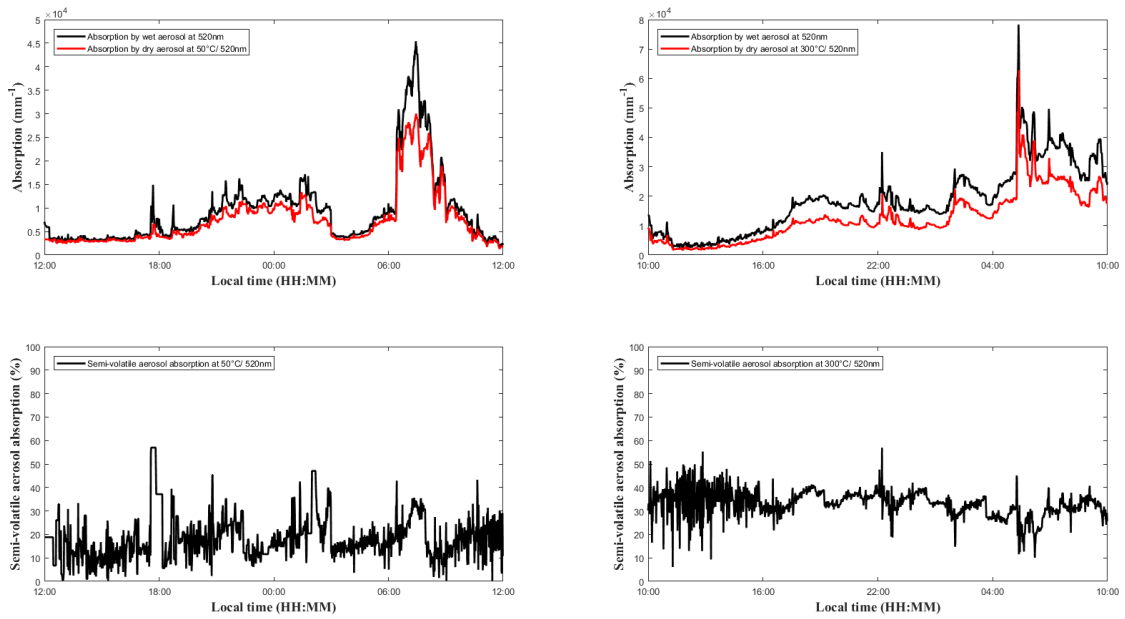 ×10^4
5
4.5
4
3.5
3
2.5
2
1.5
1
0.5
0
Absorption (mm^-1)
Absorption by wet aerosol at 520nm
Absorption by dry aerosol at 50°C/ 520nm
12:00 18:00 00:00 06:00 12:00
Local time (HH:MM)
×10^4
8
7
6
5
4
3
2
1
0
Absorption (mm^-1)
Absorption by wet aerosol at 520nm
Absorption by dry aerosol at 300°C/ 520nm
10:00 16:00 22:00 04:00 10:00
Local time (HH:MM)
100
90
80
70
60
50
40
30
20
10
0
Semi-volatile aerosol absorption (%)
Semi-volatile aerosol absorption at 50°C/ 520nm
12:00 18:00 00:00 06:00 12:00
Local time (HH:MM)
100
90
80
70
60
50
40
30
20
10
0
Semi-volatile aerosol absorption (%)
Semi-volatile aerosol absorption at 300°C/ 520nm
10:00 16:00 22:00 04:00 10:00
Local time (HH:MM)